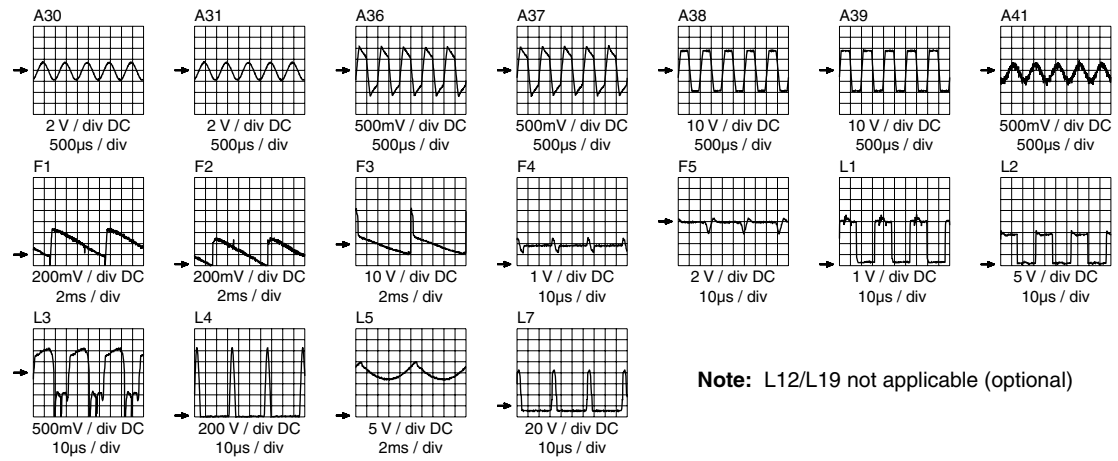 A30 A31 A36 A37 A38 A39 A41
2 V / div DC 2 V / div DC 500mV / div DC 500mV / div DC 10 V / div DC 10 V / div DC 500mV / div DC
500µs / div 500µs / div 500µs / div 500µs / div 500µs / div 500µs / div 500µs / div
F1 F2 F3 F4 F5 L1 L2
200mV / div DC 200mV / div DC 10 V / div DC 1 V / div DC 2 V / div DC 1 V / div DC 5 V / div DC
2ms / div 2ms / div 2ms / div 10µs / div 10µs / div 10µs / div 10µs / div
L3 L4 L5 L7
Note: L12/L19 not applicable (optional)
500mV / div DC 200 V / div DC 5 V / div DC 20 V / div DC
10µs / div 10µs / div 2ms / div 10µs / div